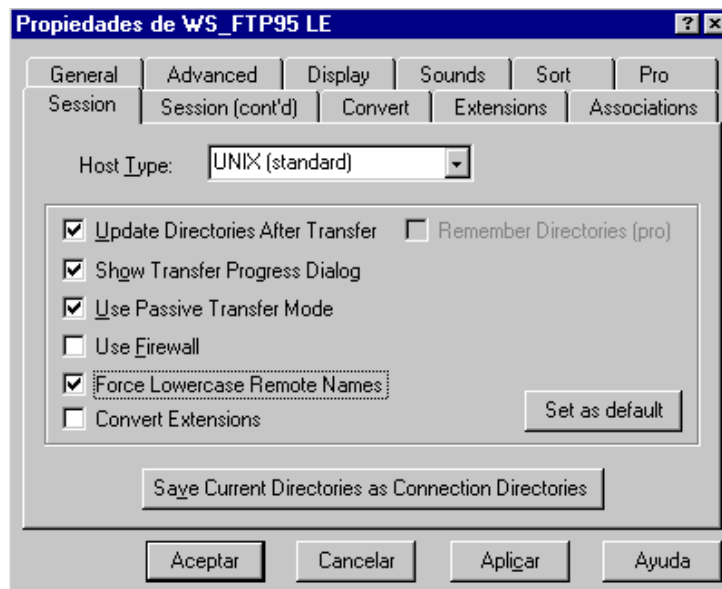 Propiedades de WS_FTP95 LE
General Advanced Display Sounds Sort Pro
Session Session (cont'd) Convert Extensions Associations
Host Type: UNIX (standard)
Update Directories After Transfer Remember Directories (pro)
Show Transfer Progress Dialog
Use Passive Transfer Mode
Use Firewall
Force Lowercase Remote Names
Convert Extensions Set as default
Save Current Directories as Connection Directories
Aceptar Cancelar Aplicar Ayuda